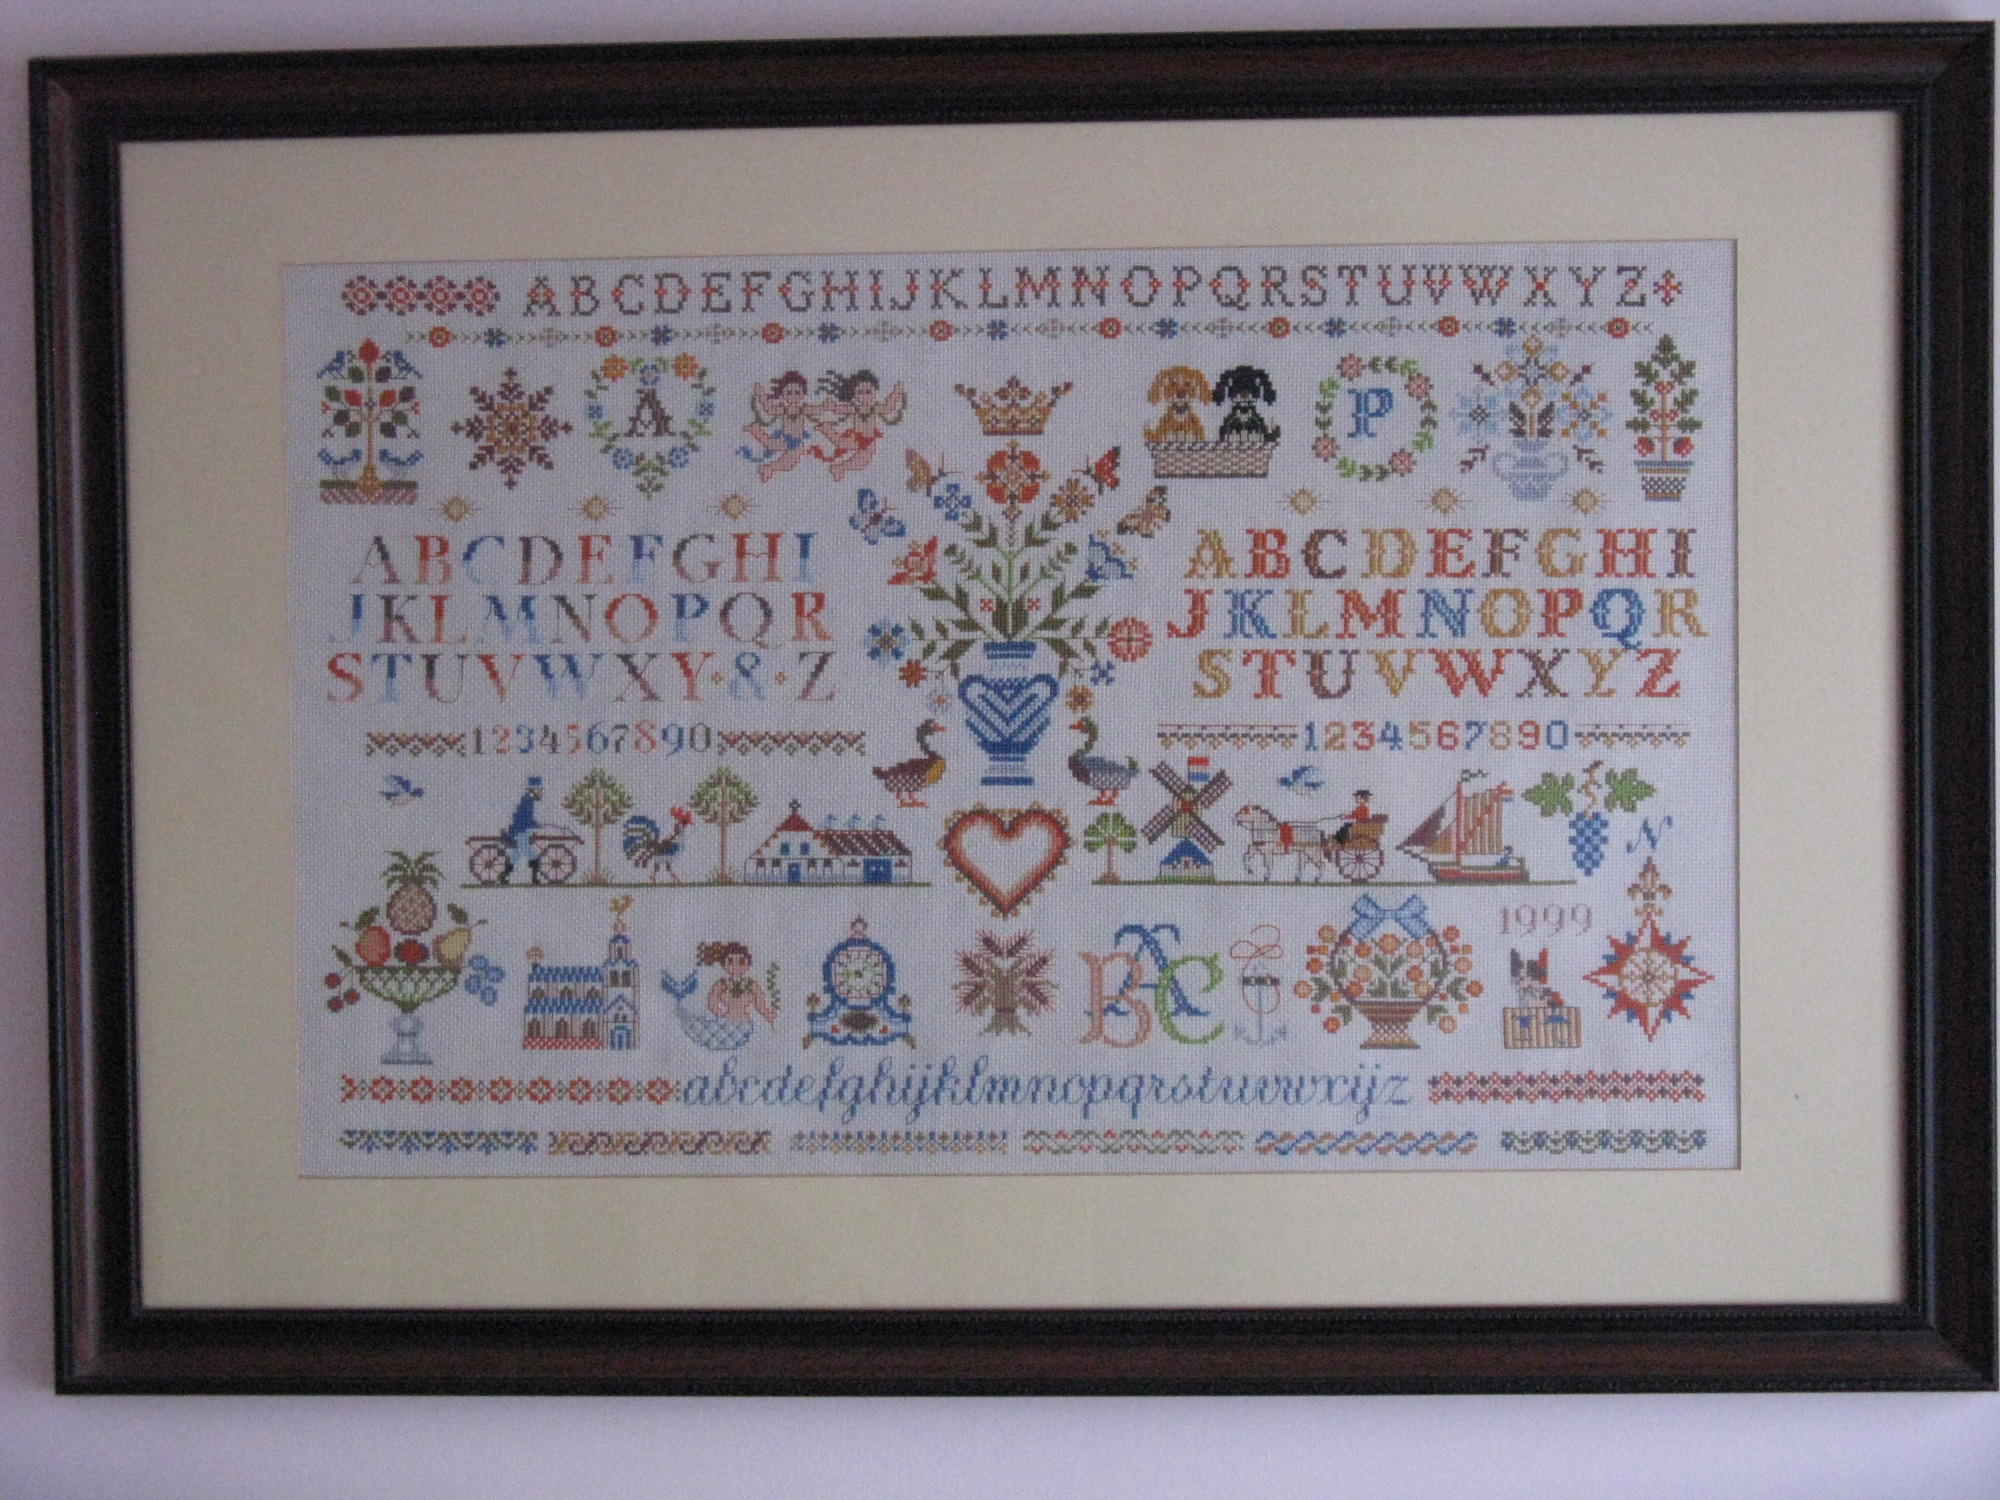 ABCDEFGHIJKLMNOPQRSTUVWXYZ
A
P
ABCDEFGHI
JKLMNOPQR
STUVWXY·&·Z
1234567890
ABCDEFGHI
JKLMNOPQR
STUVWXYZ
1234567890
N
1999
ABC
abcdefghijklmnopqrstuvwxijz